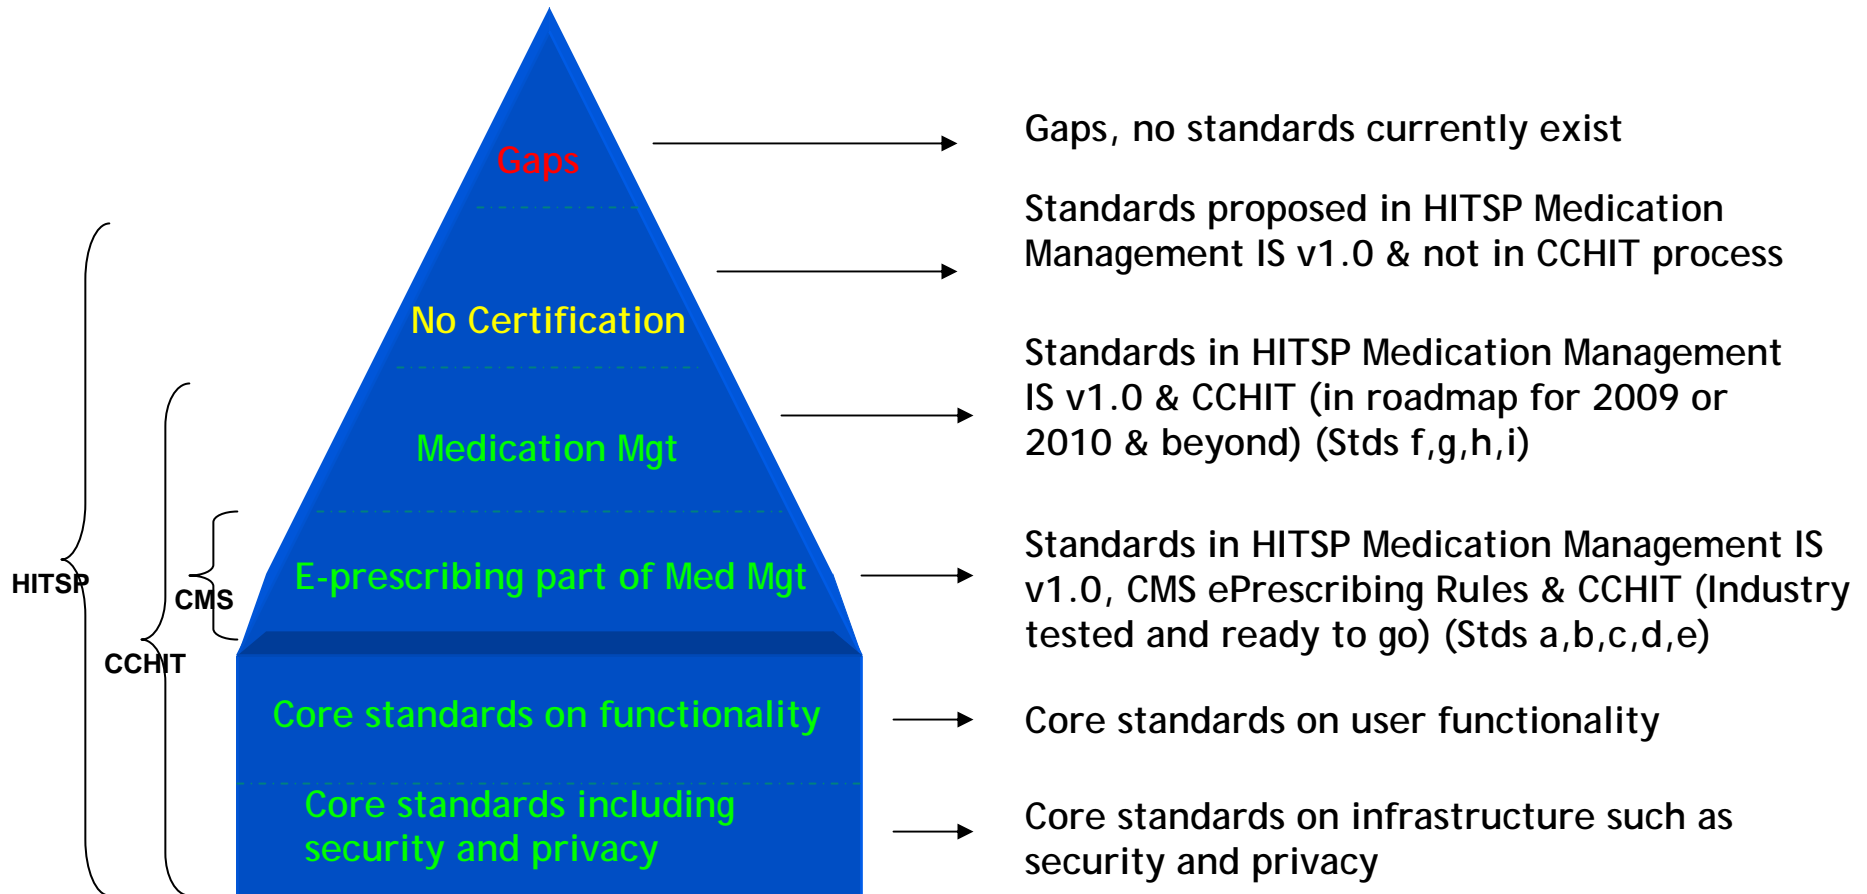 Gaps
Gaps, no standards currently exist
No Certification
Standards proposed in HITSP Medication
Management IS v1.0 & not in CCHIT process
Medication Mgt
Standards in HITSP Medication Management
IS v1.0 & CCHIT (in roadmap for 2009 or
2010 & beyond) (Stds f,g,h,i)
HITSP
CCHIT
CMS
E-prescribing part of Med Mgt
Standards in HITSP Medication Management IS
v1.0, CMS ePrescribing Rules & CCHIT (Industry
tested and ready to go) (Stds a,b,c,d,e)
Core standards on functionality
Core standards on user functionality
Core standards including
security and privacy
Core standards on infrastructure such as
security and privacy